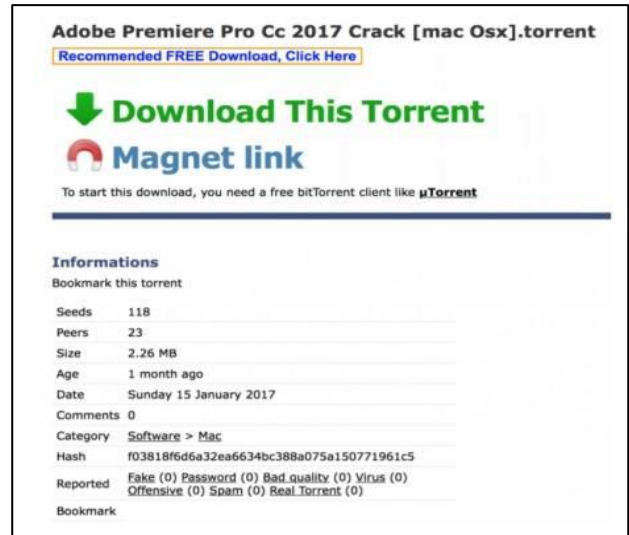 Adobe Premiere Pro Cc 2017 Crack [mac Osx].torrent
Recommended FREE Download, Click Here
Download This Torrent
Magnet link
To start this download, you need a free bitTorrent client like µTorrent
Informations
Bookmark this torrent
Seeds 118
Peers 23
Size 2.26 MB
Age 1 month ago
Date Sunday 15 January 2017
Comments 0
Category Software > Mac
Hash f03818f6d6a32ea6634bc388a075a150771961c5
Reported Fake (0) Password (0) Bad quality (0) Virus (0)
Offensive (0) Spam (0) Real Torrent (0)
Bookmark